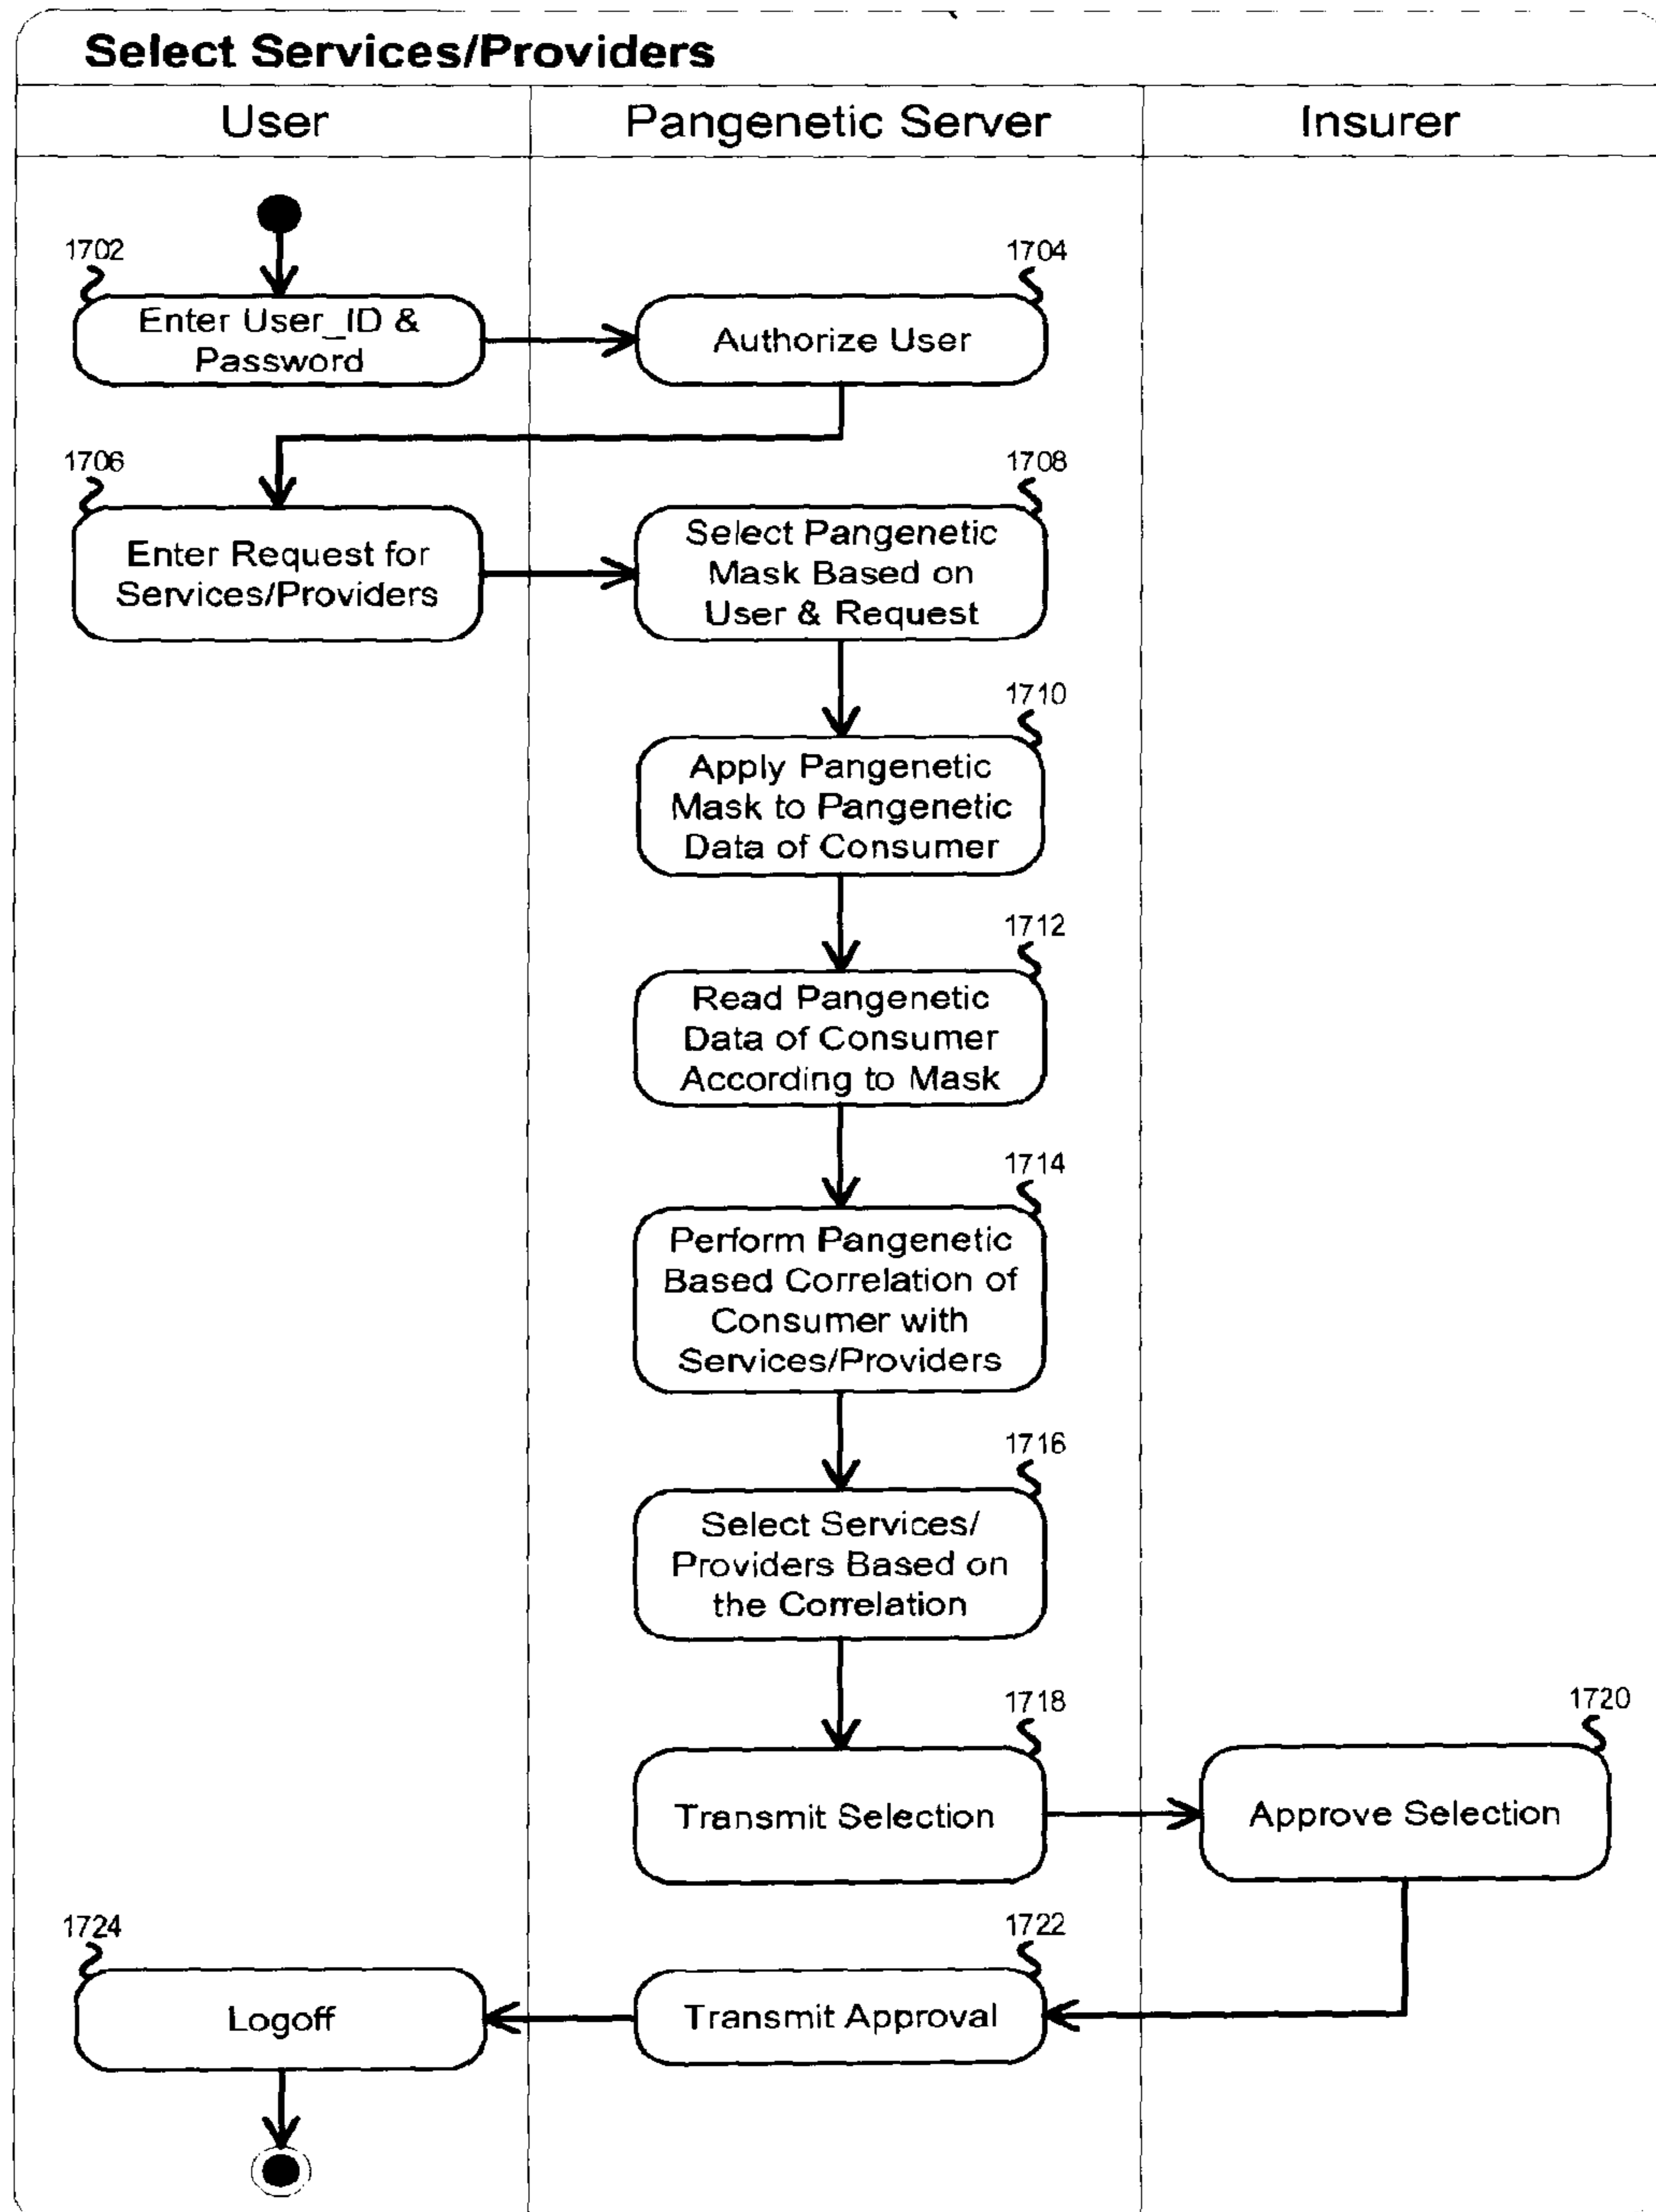 Select Services/Providers
User
Pangenetic Server
Insurer
1702
Enter User_ID &
Password
1704
Authorize User
1706
Enter Request for
Services/Providers
1708
Select Pangenetic
Mask Based on
User & Request
1710
Apply Pangenetic
Mask to Pangenetic
Data of Consumer
1712
Read Pangenetic
Data of Consumer
According to Mask
1714
Perform Pangenetic
Based Correlation of
Consumer with
Services/Providers
1716
Select Services/
Providers Based on
the Correlation
1718
Transmit Selection
1720
Approve Selection
1722
Transmit Approval
1724
Logoff